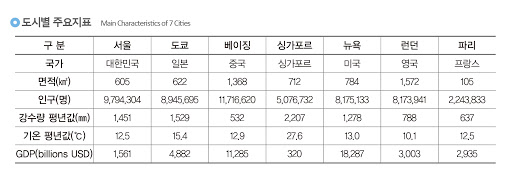 도시별 주요지표 Main Characteristics of 7 Cities
구 분 서울 도쿄 베이징 싱가포르 뉴욕 런던 파리
국가 대한민국 일본 중국 싱가포르 미국 영국 프랑스
면적(㎢) 605 622 1,368 712 784 1,572 105
인구(명) 9,794,304 8,945,695 11,716,620 5,076,732 8,175,133 8,173,941 2,243,833
강수량 평년값(㎜) 1,451 1,529 532 2,207 1,278 788 637
기온 평년값(℃) 12,5 15,4 12,9 27,6 13,0 10,1 12,5
GDP(billions USD) 1,561 4,882 11,285 320 18,287 3,003 2,935